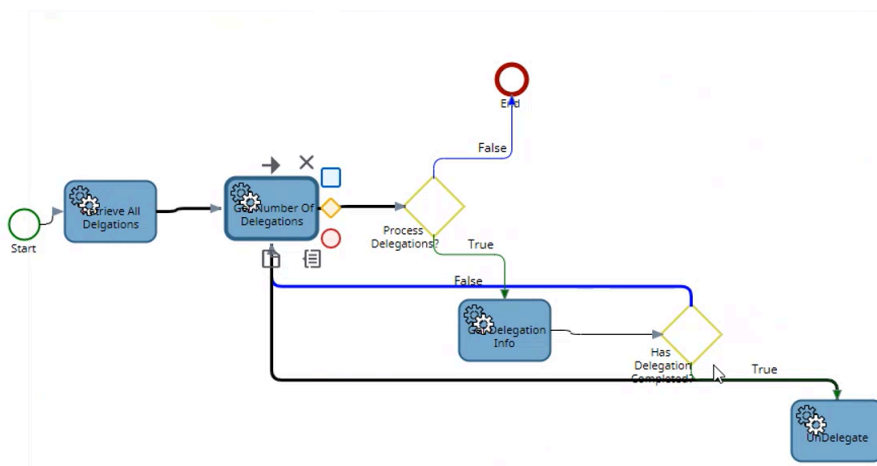 End
False
Retrieve All
Delgations
Get Number Of
Delegations
Start
Process
Delegations?
True
False
Get Delegation
Info
Has
Delegation
Completed?
True
UnDelegate